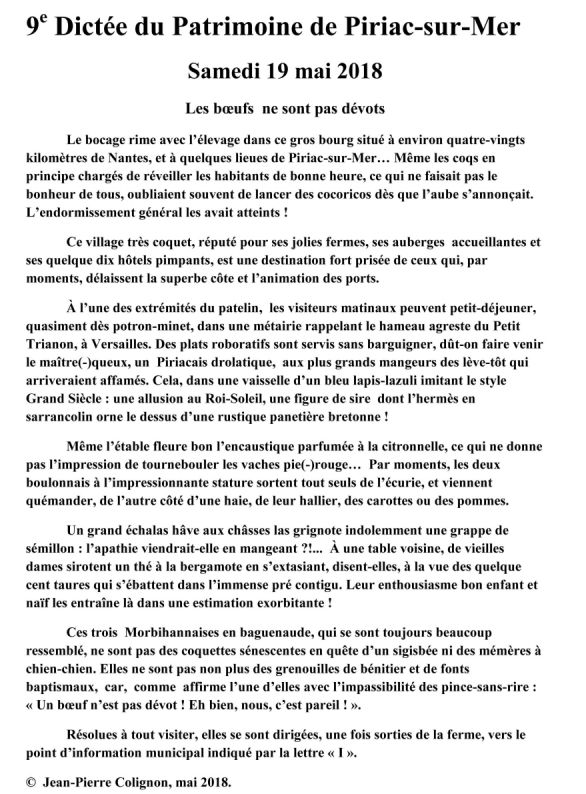 9e Dictée du Patrimoine de Piriac-sur-Mer
Samedi 19 mai 2018
Les bœufs ne sont pas dévots
Le bocage rime avec l’élevage dans ce gros bourg situé à environ quatre-vingts
kilomètres de Nantes, et à quelques lieues de Piriac-sur-Mer… Même les coqs en
principe chargés de réveiller les habitants de bonne heure, ce qui ne faisait pas le
bonheur de tous, oubliaient souvent de lancer des cocoricos dès que l’aube s’annonçait.
L’endormissement général les avait atteints !
Ce village très coquet, réputé pour ses jolies fermes, ses auberges accueillantes et
ses quelque dix hôtels pimpants, est une destination fort prisée de ceux qui, par
moments, délaissent la superbe côte et l’animation des ports.
À l’une des extrémités du patelin, les visiteurs matinaux peuvent petit-déjeuner,
quasiment dès potron-minet, dans une métairie rappelant le hameau agreste du Petit
Trianon, à Versailles. Des plats roboratifs sont servis sans barguigner, dût-on faire venir
le maître(-)queux, un Piriacais drolatique, aux plus grands mangeurs des lève-tôt qui
arriveraient affamés. Cela, dans une vaisselle d’un bleu lapis-lazuli imitant le style
Grand Siècle : une allusion au Roi-Soleil, une figure de sire dont l’hermès en
sarrancolin orne le dessus d’une rustique panetière bretonne !
Même l’étable fleure bon l’encaustique parfumée à la citronnelle, ce qui ne donne
pas l’impression de tournebouler les vaches pie(-)rouge… Par moments, les deux
boulonnais à l’impressionnante stature sortent tout seuls de l’écurie, et viennent
quémander, de l’autre côté d’une haie, de leur hallier, des carottes ou des pommes.
Un grand échalas hâve aux châsses las grignote indolemment une grappe de
sémillon : l’apathie viendrait-elle en mangeant ?!... À une table voisine, de vieilles
dames sirotent un thé à la bergamote en s’extasiant, disent-elles, à la vue des quelque
cent taures qui s’ébattent dans l’immense pré contigu. Leur enthousiasme bon enfant et
naïf les entraîne là dans une estimation exorbitante !
Ces trois Morbihannaises en baguenaude, qui se sont toujours beaucoup
ressemblé, ne sont pas des coquettes sénescentes en quête d’un sigisbée ni des mémères à
chien-chien. Elles ne sont pas non plus des grenouilles de bénitier et de fonts
baptismaux, car, comme affirme l’une d’elles avec l’impassibilité des pince-sans-rire :
« Un bœuf n’est pas dévot ! Eh bien, nous, c’est pareil ! ».
Résolues à tout visiter, elles se sont dirigées, une fois sorties de la ferme, vers le
point d’information municipal indiqué par la lettre « I ».
© Jean-Pierre Colignon, mai 2018.